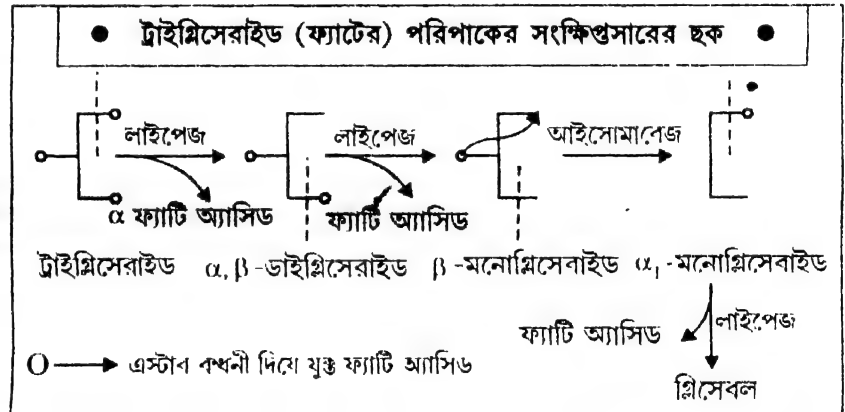 ● ট্রাইগ্লিসেরাইড (ফ্যাটের) পরিপাকের সংক্ষিপ্তসারের ছক ●
লাইপেজ লাইপেজ আইসোমারেজ
α ফ্যাটি অ্যাসিড ফ্যাটি অ্যাসিড
ট্রাইগ্লিসেরাইড α, β-ডাইগ্লিসেরাইড β-মনোগ্লিসেরাইড α₁-মনোগ্লিসেরাইড
ফ্যাটি অ্যাসিড লাইপেজ
O → এস্টার বন্ধনী দিয়ে যুক্ত ফ্যাটি অ্যাসিড
গ্লিসেরল